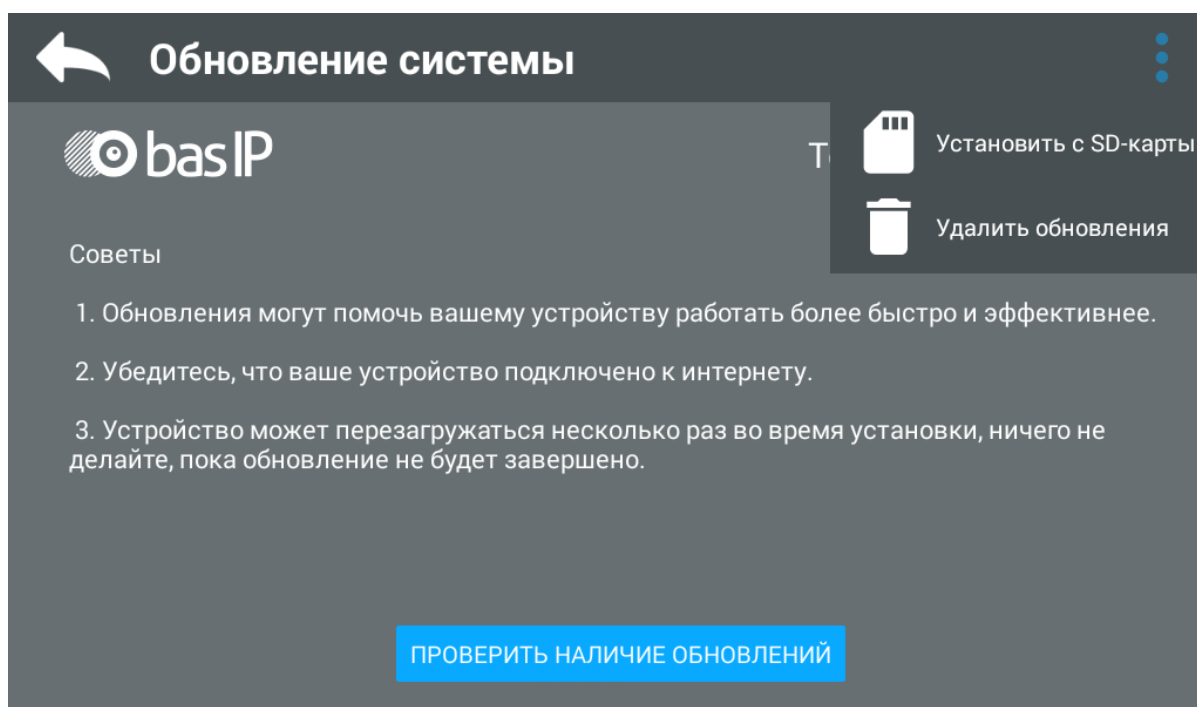 Обновление системы
bas IP
Установить с SD-карты
Удалить обновления
Советы
1. Обновления могут помочь вашему устройству работать более быстро и эффективнее.
2. Убедитесь, что ваше устройство подключено к интернету.
3. Устройство может перезагружаться несколько раз во время установки, ничего не
делайте, пока обновление не будет завершено.
ПРОВЕРИТЬ НАЛИЧИЕ ОБНОВЛЕНИЙ